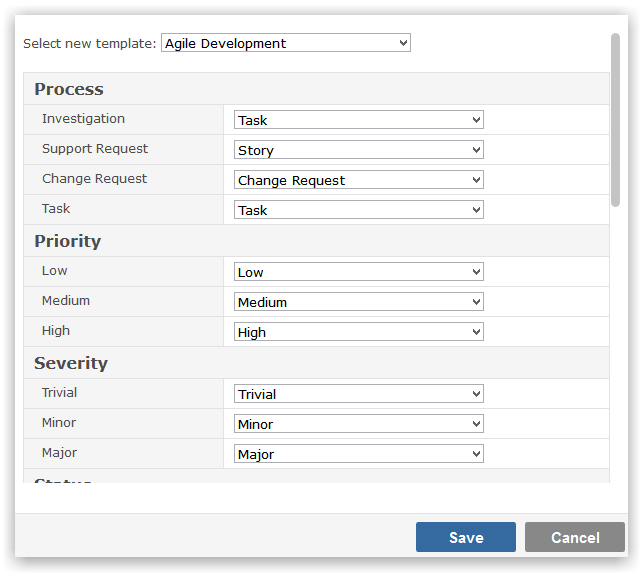 Select new template: Agile Development
Process
Investigation Task
Support Request Story
Change Request Change Request
Task Task
Priority
Low Low
Medium Medium
High High
Severity
Trivial Trivial
Minor Minor
Major Major
Status
Save Cancel